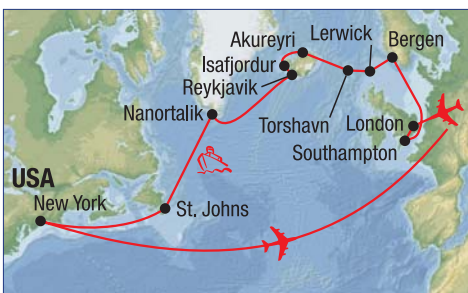 Akureyri
Lerwick
Bergen
Isafjordur
Reykjavik
Nanortalik
Torshavn
London
Southampton
USA
New York
St. Johns